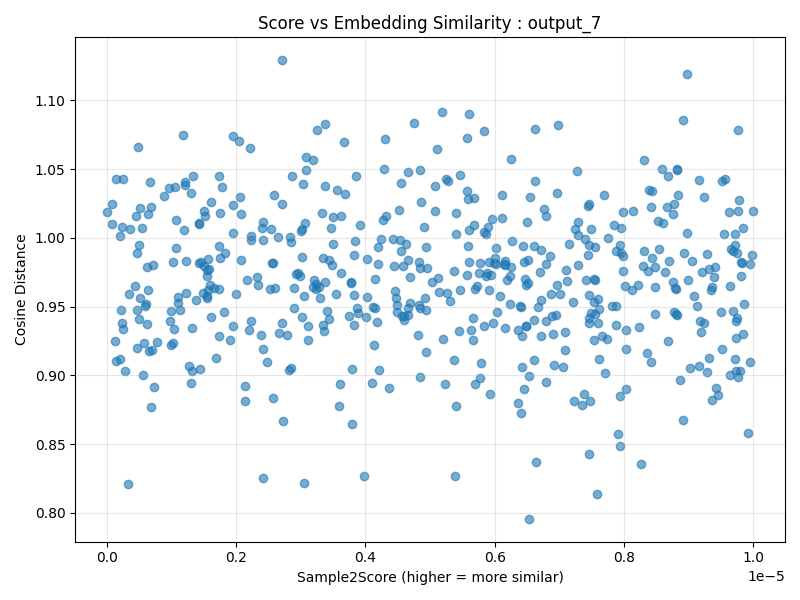 Score vs Embedding Similarity : output_7
Cosine Distance
1.10
1.05
1.00
0.95
0.90
0.85
0.80
0.0 0.2 0.4 0.6 0.8 1.0
1e−5
Sample2Score (higher = more similar)